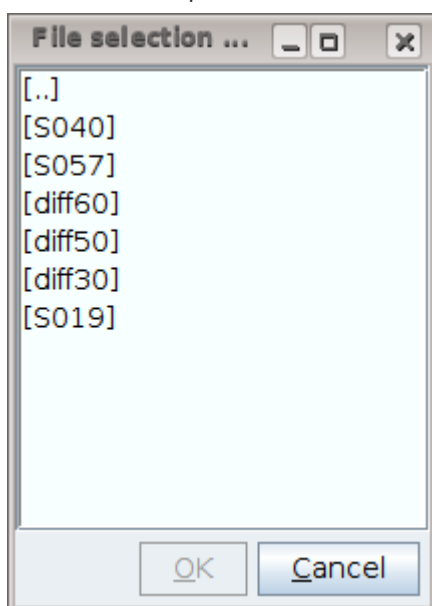 File selection ...
[..]
[S040]
[S057]
[diff60]
[diff50]
[diff30]
[S019]
OK Cancel